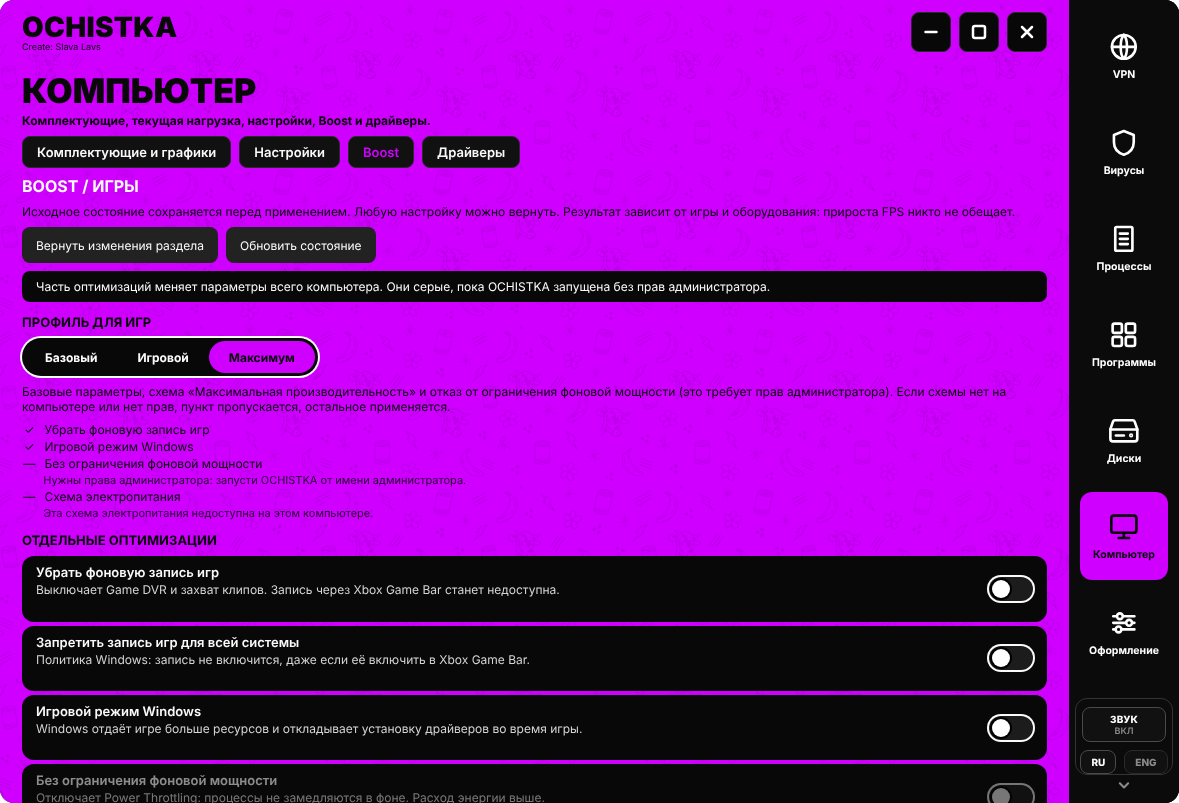 OCHISTKA
Create: Slava Lavs
КОМПЬЮТЕР
Комплектующие, текущая нагрузка, настройки, Boost и драйверы.
Комплектующие и графики
Настройки
Boost
Драйверы
BOOST / ИГРЫ
Исходное состояние сохраняется перед применением. Любую настройку можно вернуть. Результат зависит от игры и оборудования: прироста FPS никто не обещает.
Вернуть изменения раздела
Обновить состояние
Часть оптимизаций меняет параметры всего компьютера. Они серые, пока OCHISTKA запущена без прав администратора.
ПРОФИЛЬ ДЛЯ ИГР
Базовый
Игровой
Максимум
Базовые параметры, схема «Максимальная производительность» и отказ от ограничения фоновой мощности (это требует прав администратора). Если схемы нет на
компьютере или нет прав, пункт пропускается, остальное применяется.
✓ Убрать фоновую запись игр
✓ Игровой режим Windows
— Без ограничения фоновой мощности
Нужны права администратора: запусти OCHISTKA от имени администратора.
— Схема электропитания
Эта схема электропитания недоступна на этом компьютере.
ОТДЕЛЬНЫЕ ОПТИМИЗАЦИИ
Убрать фоновую запись игр
Выключает Game DVR и захват клипов. Запись через Xbox Game Bar станет недоступна.
Запретить запись игр для всей системы
Политика Windows: запись не включится, даже если её включить в Xbox Game Bar.
Игровой режим Windows
Windows отдаёт игре больше ресурсов и откладывает установку драйверов во время игры.
Без ограничения фоновой мощности
Отключает Power Throttling: процессы не замедляются в фоне. Расход энергии выше.
VPN
Вирусы
Процессы
Программы
Диски
Компьютер
Оформление
ЗВУК
ВКЛ
RU
ENG